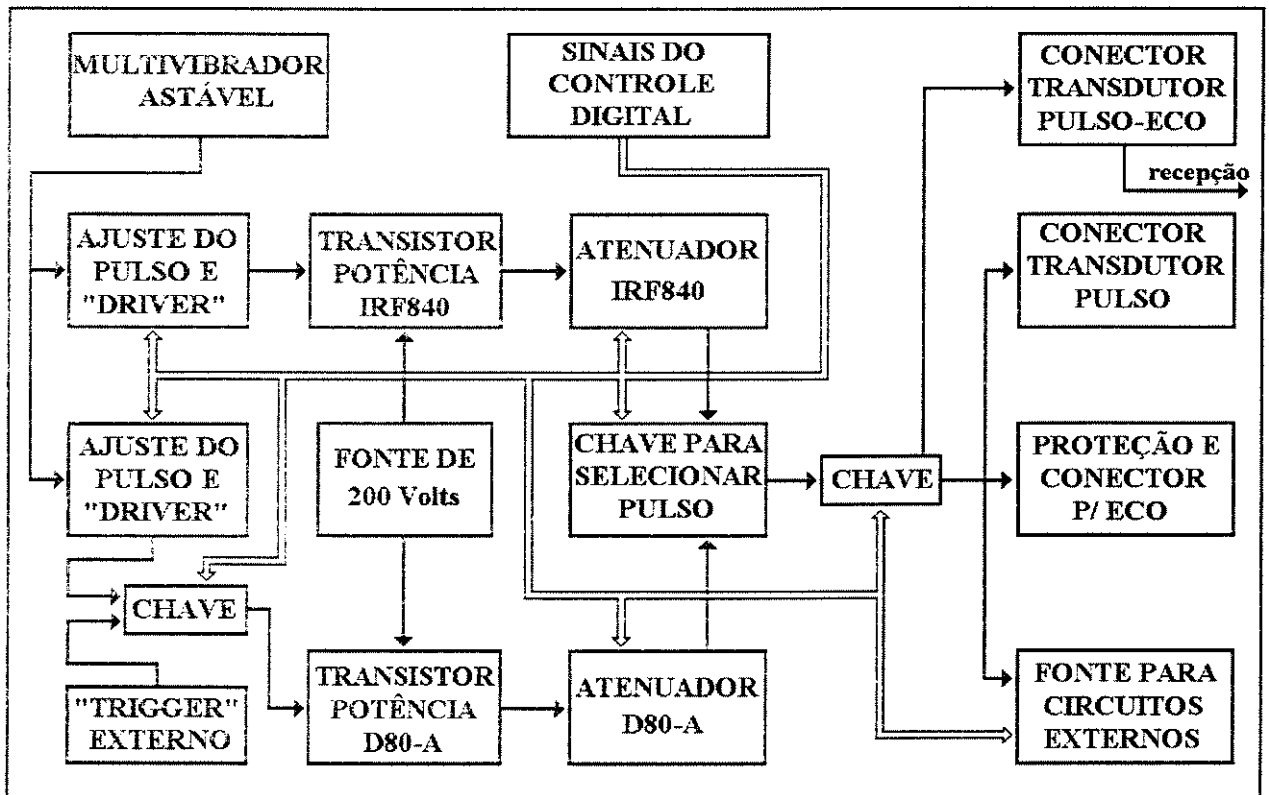 MULTIVIBRADOR
ASTÁVEL
SINAIS DO
CONTROLE
DIGITAL
CONECTOR
TRANSDUTOR
PULSO-ECO
recepção
AJUSTE DO
PULSO E
"DRIVER"
TRANSISTOR
POTÊNCIA
IRF840
ATENUADOR
IRF840
CONECTOR
TRANSDUTOR
PULSO
AJUSTE DO
PULSO E
"DRIVER"
FONTE DE
200 Volts
CHAVE PARA
SELECIONAR
PULSO
CHAVE
PROTEÇÃO E
CONECTOR
P/ ECO
CHAVE
"TRIGGER"
EXTERNO
TRANSISTOR
POTÊNCIA
D80-A
ATENUADOR
D80-A
FONTE PARA
CIRCUITOS
EXTERNOS